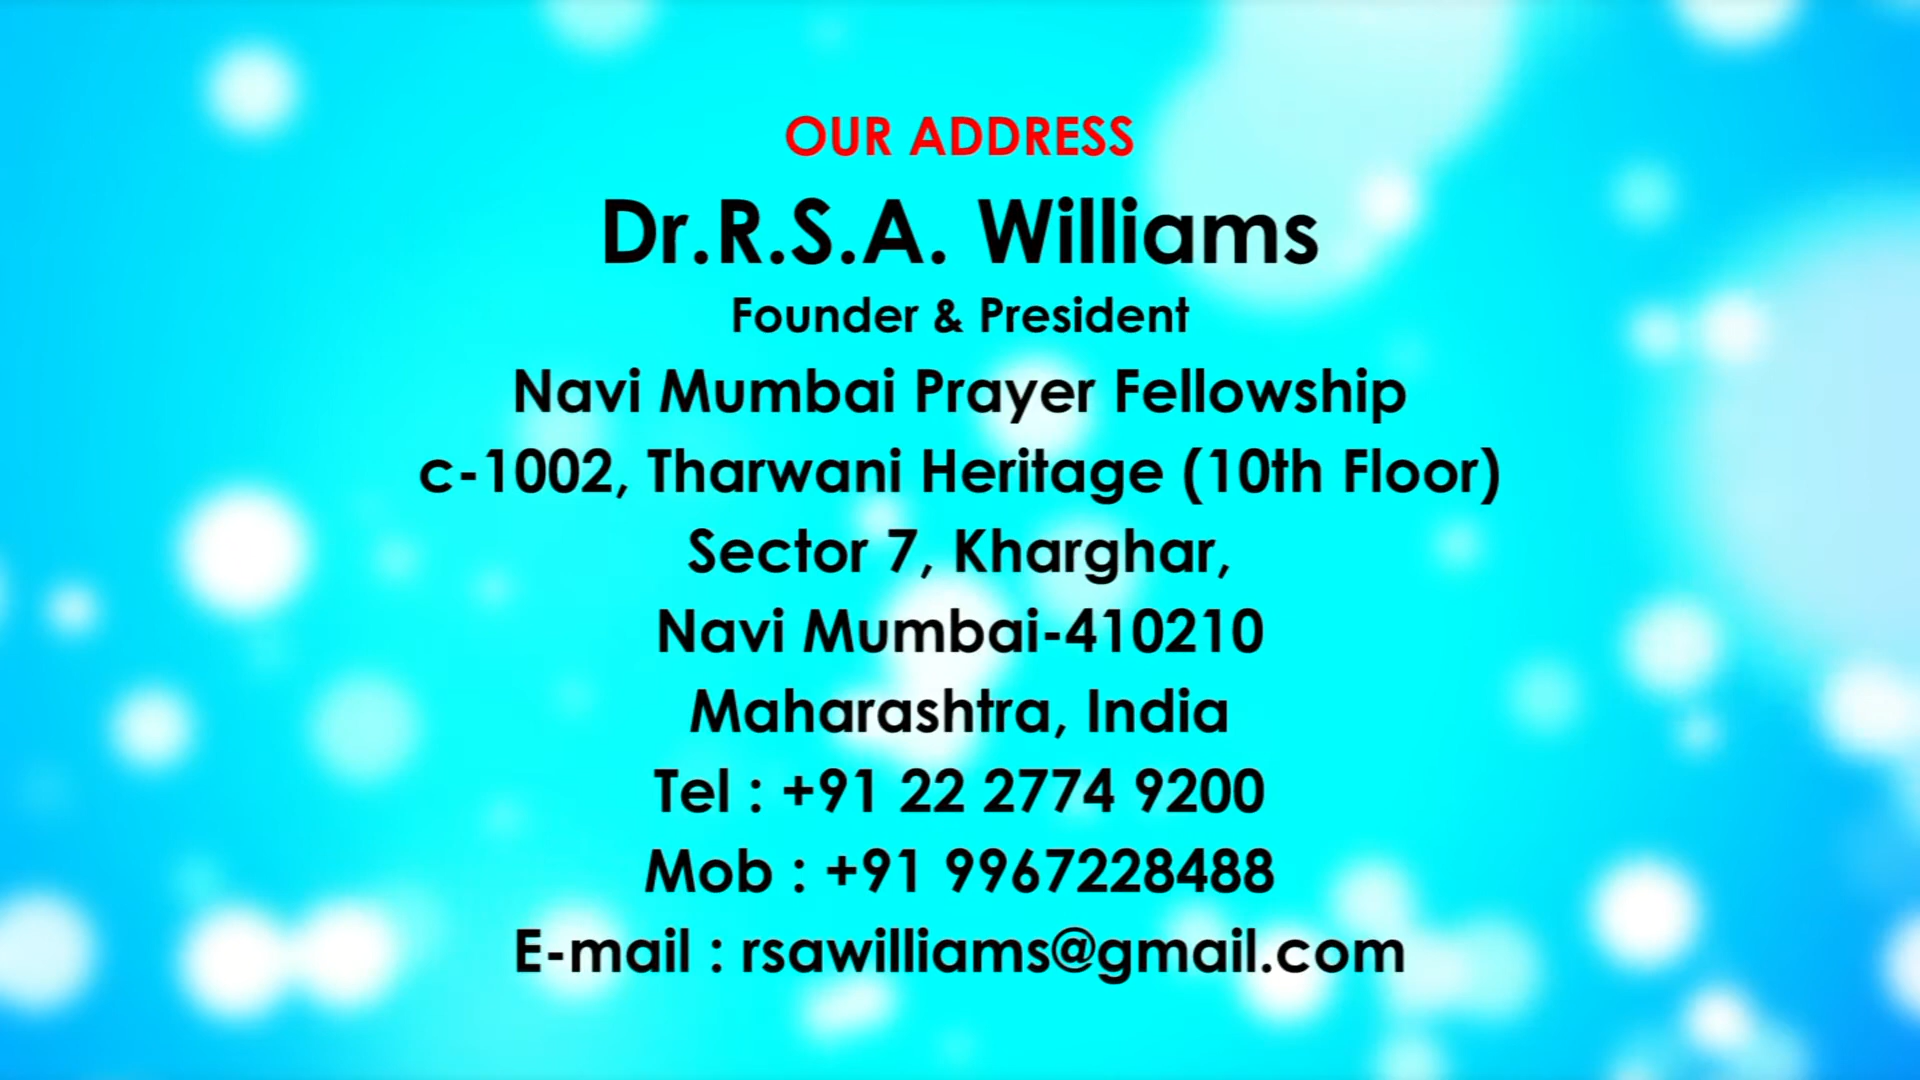 OUR ADDRESS
Dr.R.S.A. Williams
Founder & President
Navi Mumbai Prayer Fellowship
c-1002, Tharwani Heritage (10th Floor)
Sector 7, Kharghar,
Navi Mumbai-410210
Maharashtra, India
Tel : +91 22 2774 9200
Mob : +91 9967228488
E-mail : rsawilliams@gmail.com